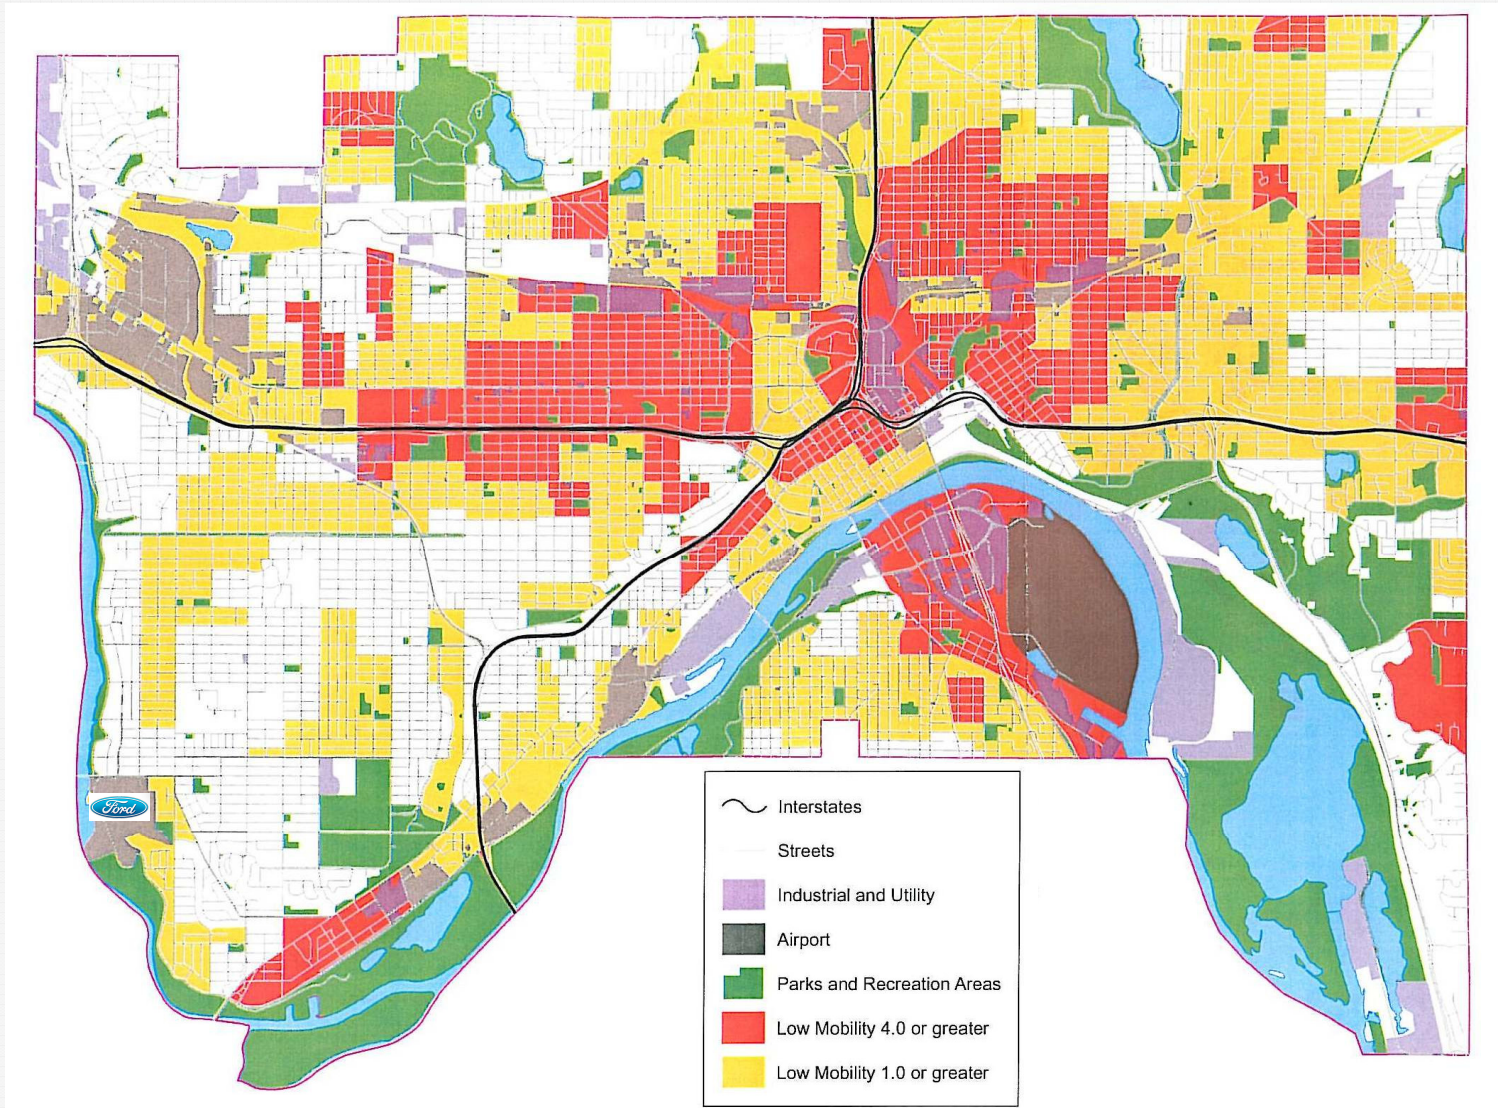 Ford
Interstates
Streets
Industrial and Utility
Airport
Parks and Recreation Areas
Low Mobility 4.0 or greater
Low Mobility 1.0 or greater